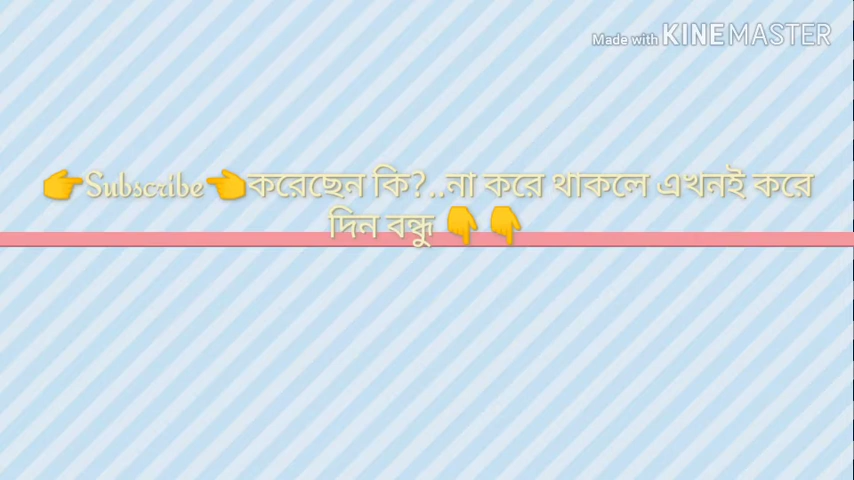 Made with KINEMASTER
👉Subscribe👈করেছেন কি?..না করে থাকলে এখনই করে
দিন বন্ধু 👇👇